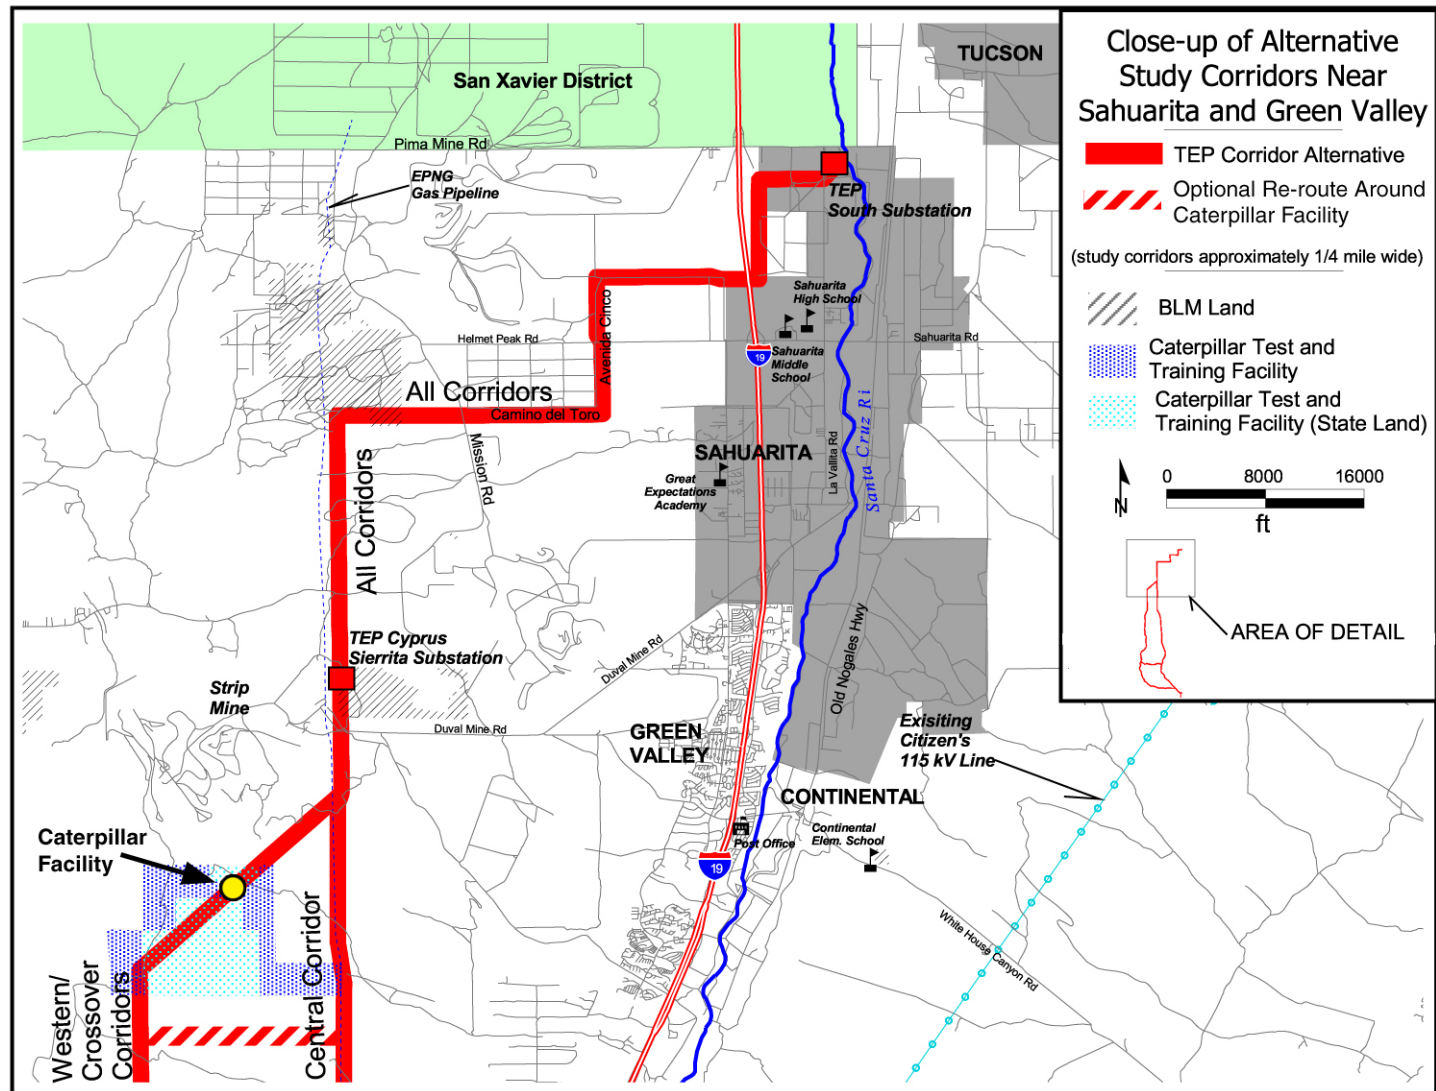 Close-up of Alternative
Study Corridors Near
Sahuarita and Green Valley
TEP Corridor Alternative
Optional Re-route Around
Caterpillar Facility
(study corridors approximately 1/4 mile wide)
BLM Land
Caterpillar Test and
Training Facility
Caterpillar Test and
Training Facility (State Land)
N
0 8000 16000
ft
AREA OF DETAIL
TUCSON
San Xavier District
Pima Mine Rd
EPNG
Gas Pipeline
TEP
South Substation
Sahuarita
High School
Sahuarita
Middle
School
Sahuarita Rd
Helmet Peak Rd
Avenida Cinco
19
All Corridors
Camino del Toro
Mission Rd
SAHUARITA
Great
Expectations
Academy
La Vallita Rd
Santa Cruz Ri
All Corridors
TEP Cyprus
Sierrita Substation
Strip
Mine
Duval Mine Rd
Duval Mine Rd
Old Nogales Hwy
GREEN
VALLEY
Exisiting
Citizen's
115 kV Line
CONTINENTAL
Continental
Elem. School
Post Office
19
White House Canyon Rd
Caterpillar
Facility
Western/
Crossover
Corridors
Central Corridor